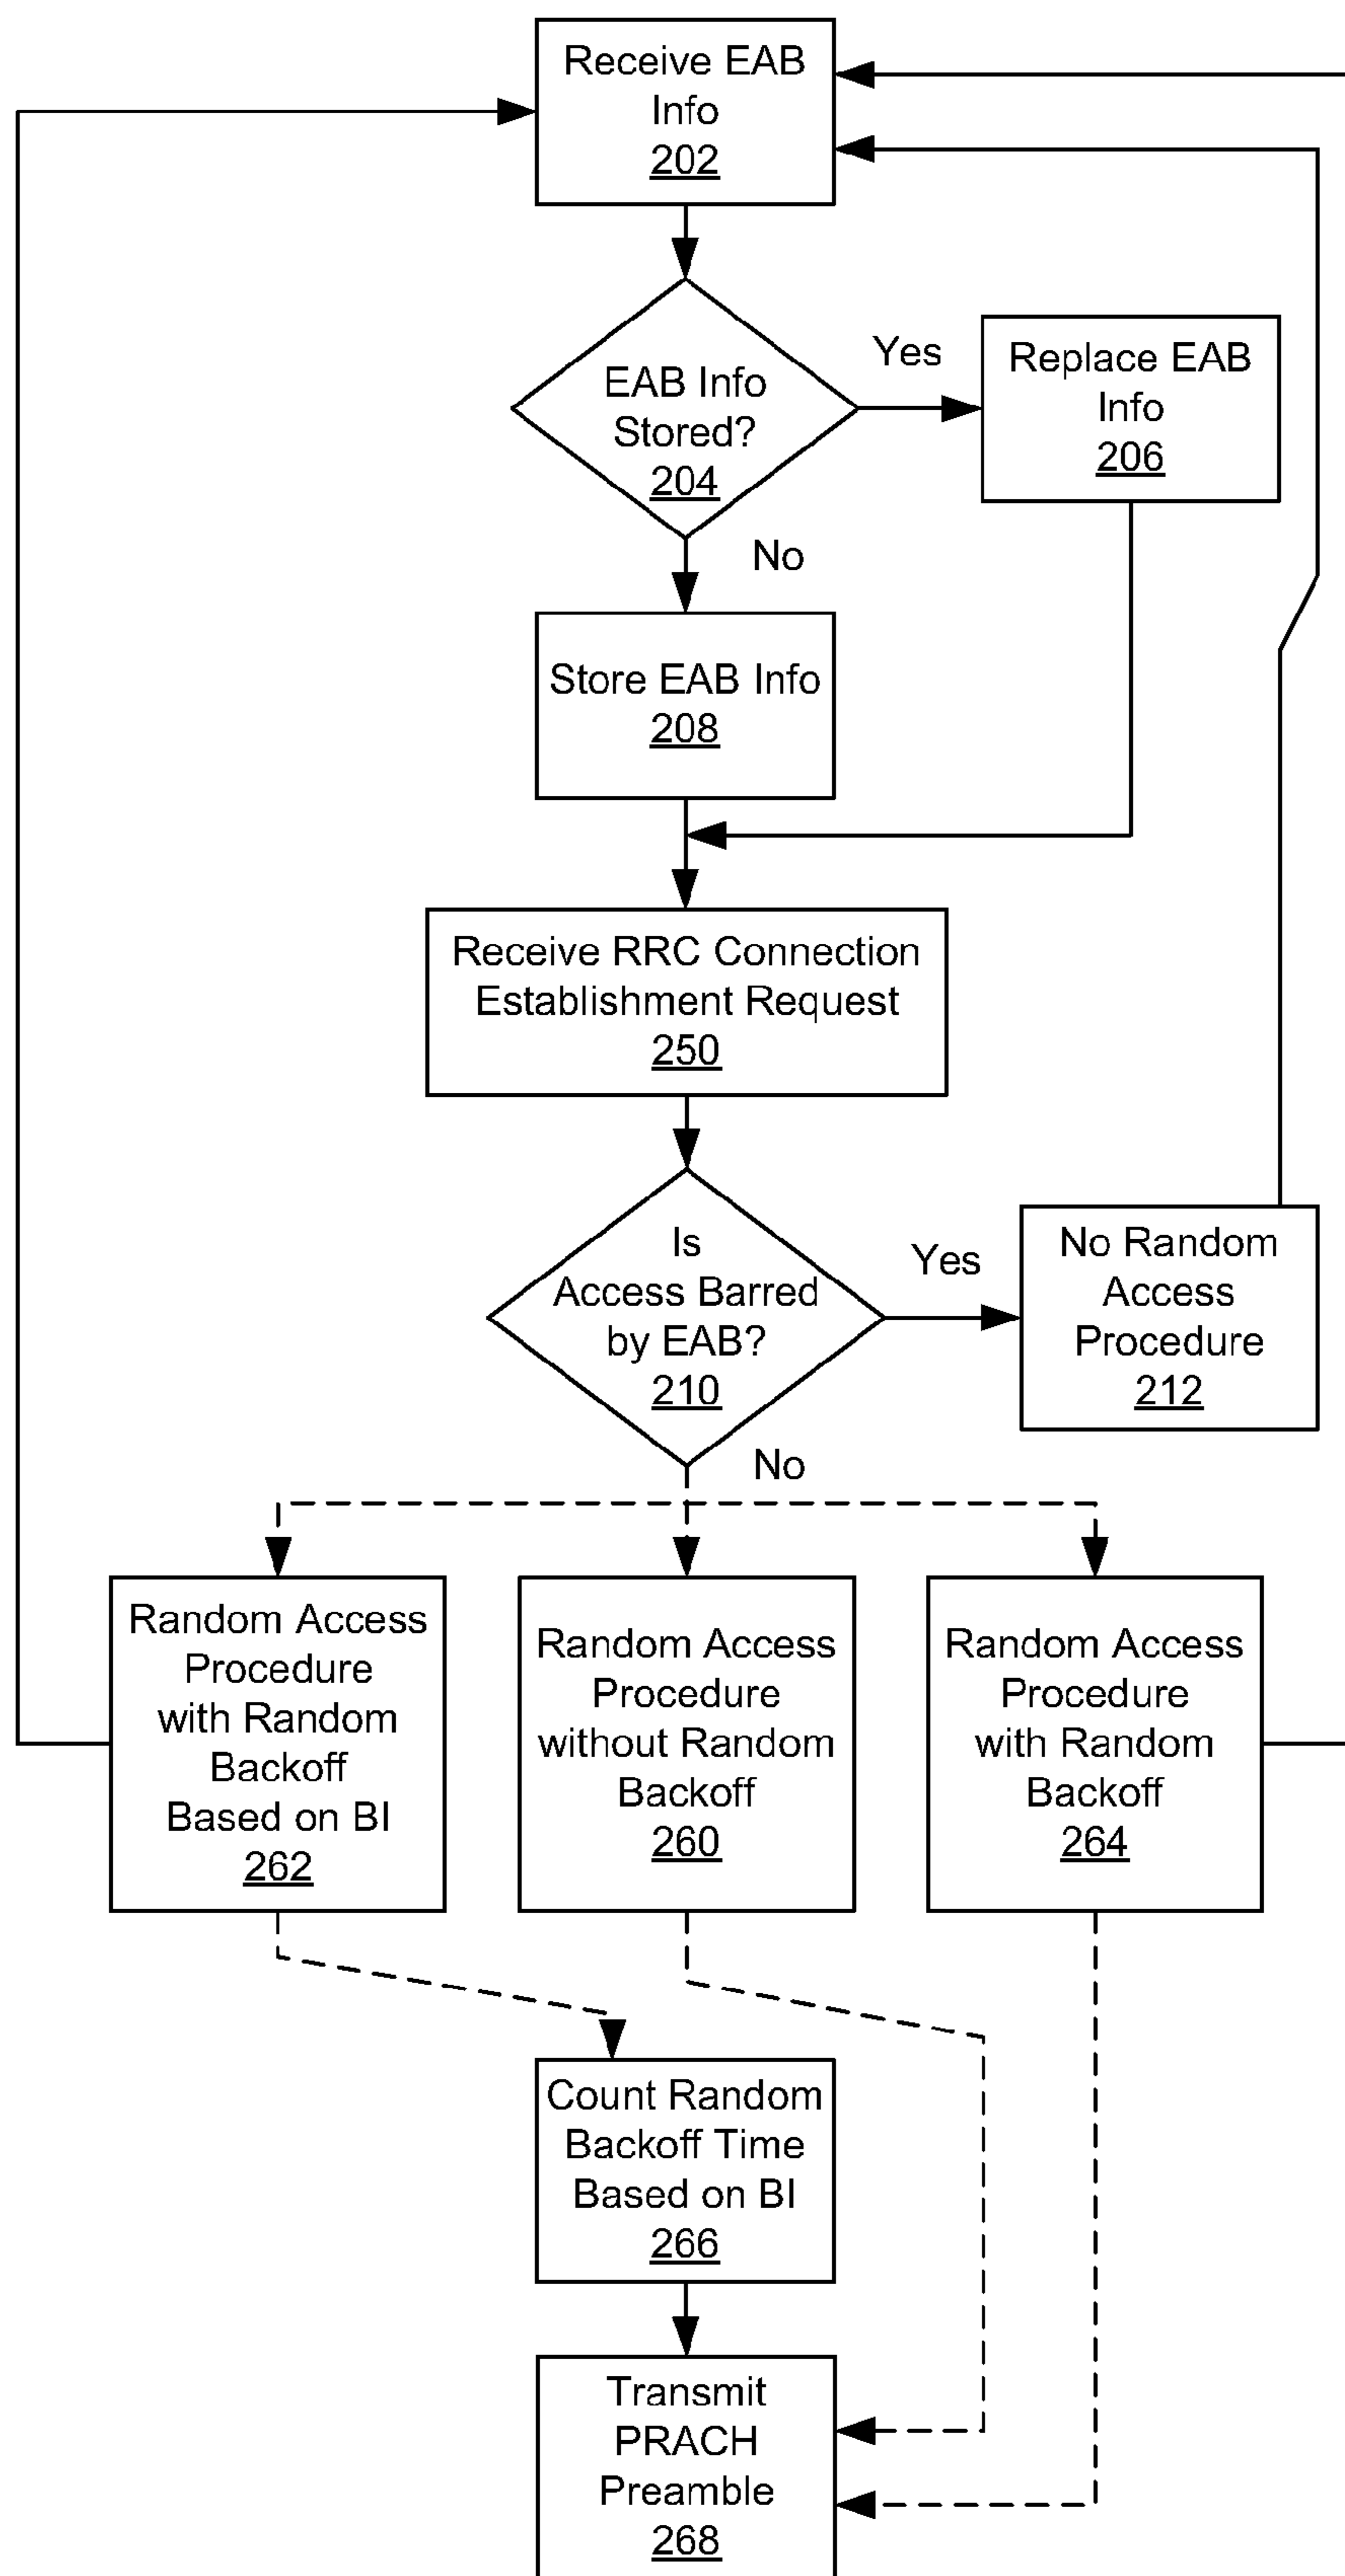 Receive EAB
Info
202
EAB Info
Stored?
204
Yes
Replace EAB
Info
206
No
Store EAB Info
208
Receive RRC Connection
Establishment Request
250
Is
Access Barred
by EAB?
210
Yes
No Random
Access
Procedure
212
No
Random Access
Procedure
with Random
Backoff
Based on BI
262
Random Access
Procedure
without Random
Backoff
260
Random Access
Procedure
with Random
Backoff
264
Count Random
Backoff Time
Based on BI
266
Transmit
PRACH
Preamble
268